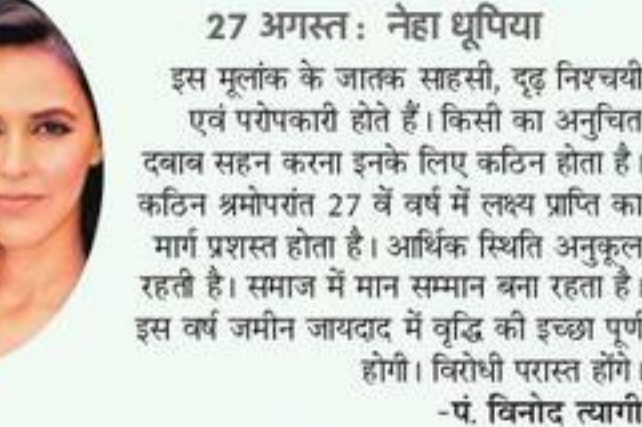 27 अगस्त : नेहा धूपिया
इस मूलांक के जातक साहसी, दृढ़ निश्चयी
एवं परोपकारी होते हैं। किसी का अनुचित
दबाब सहन करना इनके लिए कठिन होता है।
कठिन श्रमोपरांत 27 वें वर्ष में लक्ष्य प्राप्ति का
मार्ग प्रशस्त होता है। आर्थिक स्थिति अनुकूल
रहती है। समाज में मान सम्मान बना रहता है।
इस वर्ष जमीन जायदाद में वृद्धि की इच्छा पूर्ण
होगी। विरोधी परास्त होंगे।
-पं. विनोद त्यागी